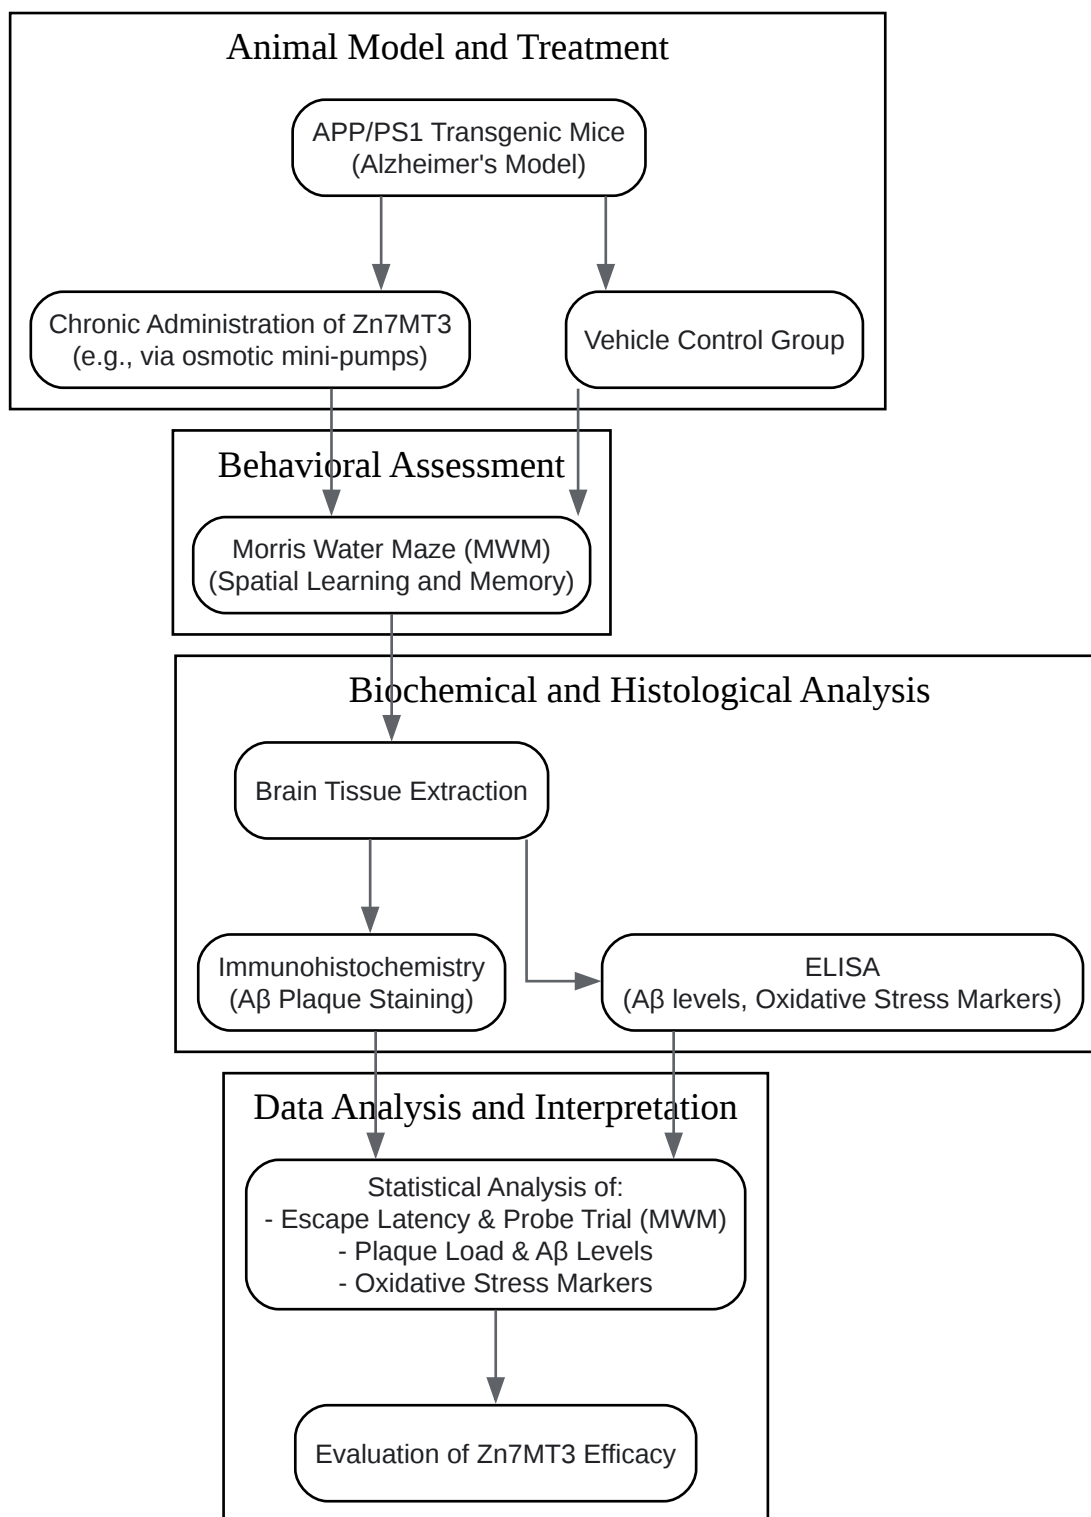 Animal Model and Treatment
APP/PS1 Transgenic Mice
(Alzheimer's Model)
Chronic Administration of Zn7MT3
(e.g., via osmotic mini-pumps)
Vehicle Control Group
Behavioral Assessment
Morris Water Maze (MWM)
(Spatial Learning and Memory)
Biochemical and Histological Analysis
Brain Tissue Extraction
Immunohistochemistry
(Aβ Plaque Staining)
ELISA
(Aβ levels, Oxidative Stress Markers)
Data Analysis and Interpretation
Statistical Analysis of:
- Escape Latency & Probe Trial (MWM)
- Plaque Load & Aβ Levels
- Oxidative Stress Markers
Evaluation of Zn7MT3 Efficacy